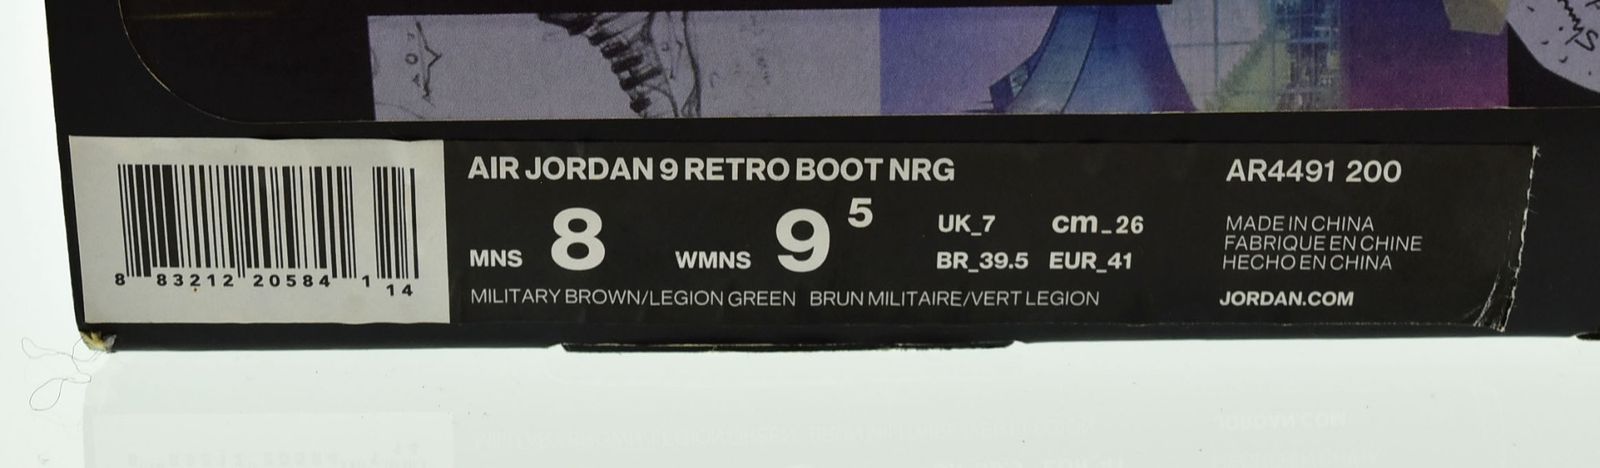 AIR JORDAN 9 RETRO BOOT NRG
AR4491 200
MNS 8 WMNS 9 5
UK_7 cm_26
BR_39.5 EUR_41
MADE IN CHINA
FABRIQUE EN CHINE
HECHO EN CHINA
MILITARY BROWN/LEGION GREEN BRUN MILITAIRE/VERT LEGION
JORDAN.COM
8 83212 20584 1
14